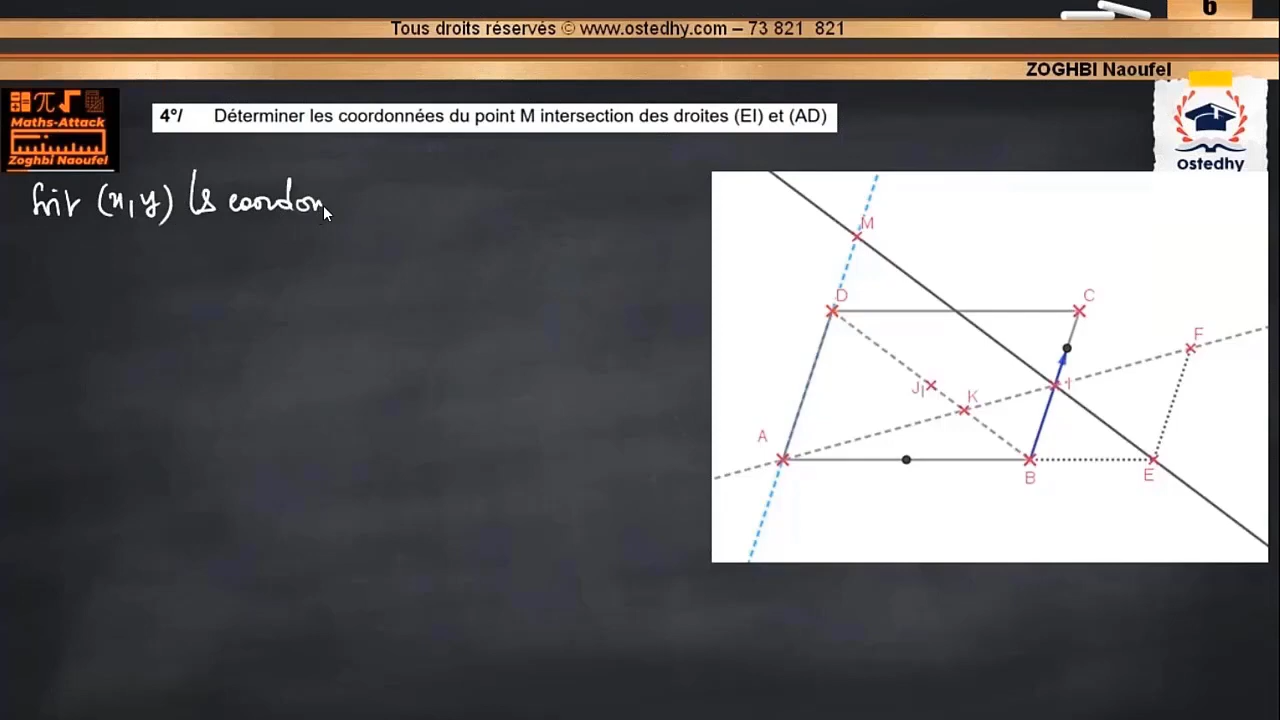 6
Tous droits réservés © www.ostedhy.com – 73 821 821
ZOGHBI Naoufel
Maths-Attack
Zoghbi Naoufel
4°/ Déterminer les coordonnées du point M intersection des droites (EI) et (AD)
Ostedhy
Soit (x, y) les coordon
M
D
C
F
J
I
K
A
B
E